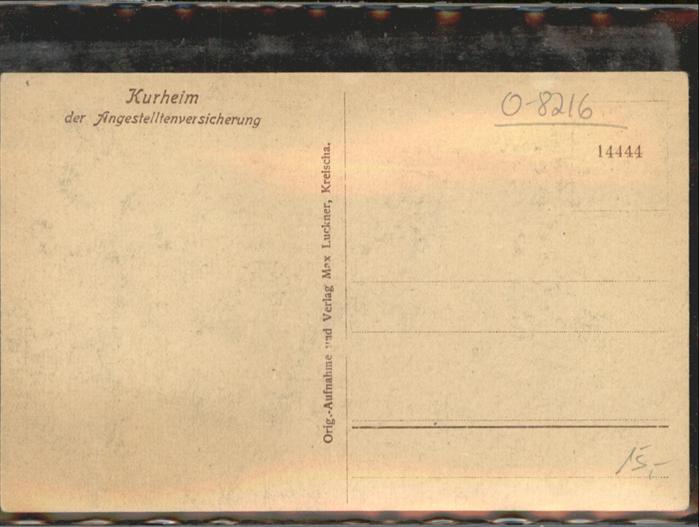 Kurheim
der Angestelltenversicherung
Orig.-Aufnahme und Verlag Max Luckner, Kreischa.
O-8216
14444
15,-